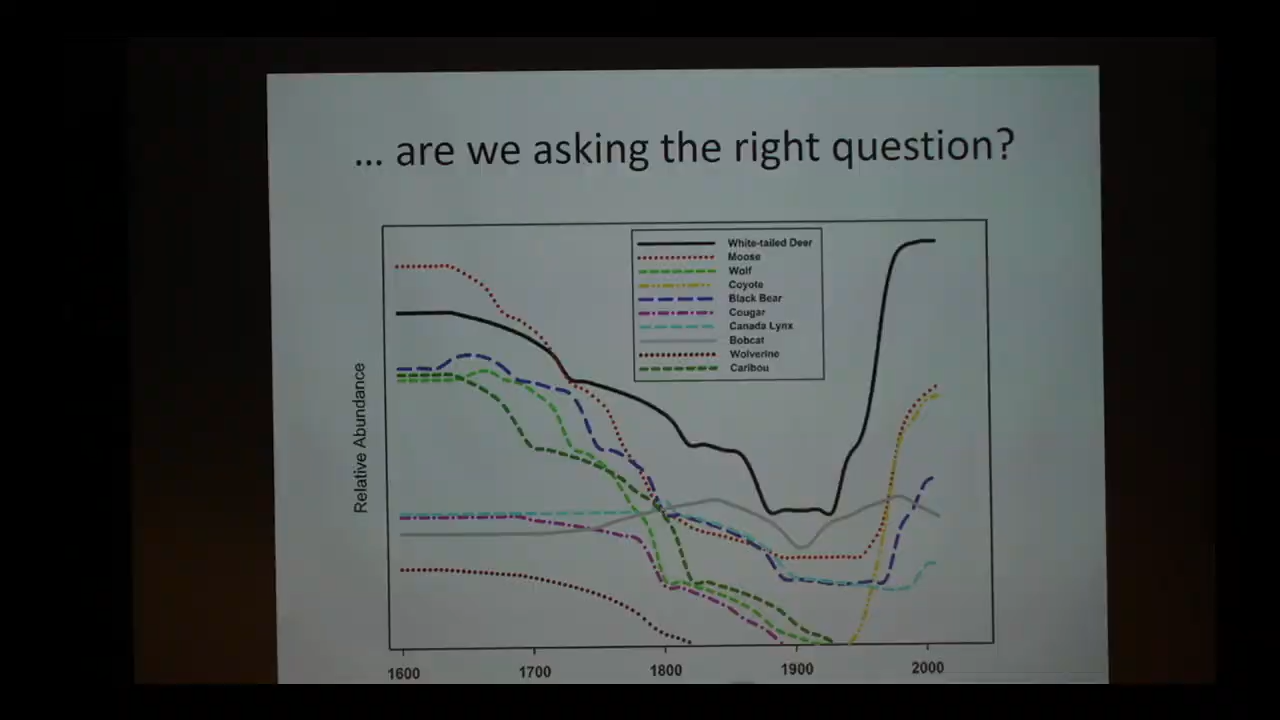 ... are we asking the right question?
White-tailed Deer
Moose
Wolf
Coyote
Black Bear
Cougar
Canada Lynx
Bobcat
Wolverine
Caribou
Relative Abundance
1600 1700 1800 1900 2000